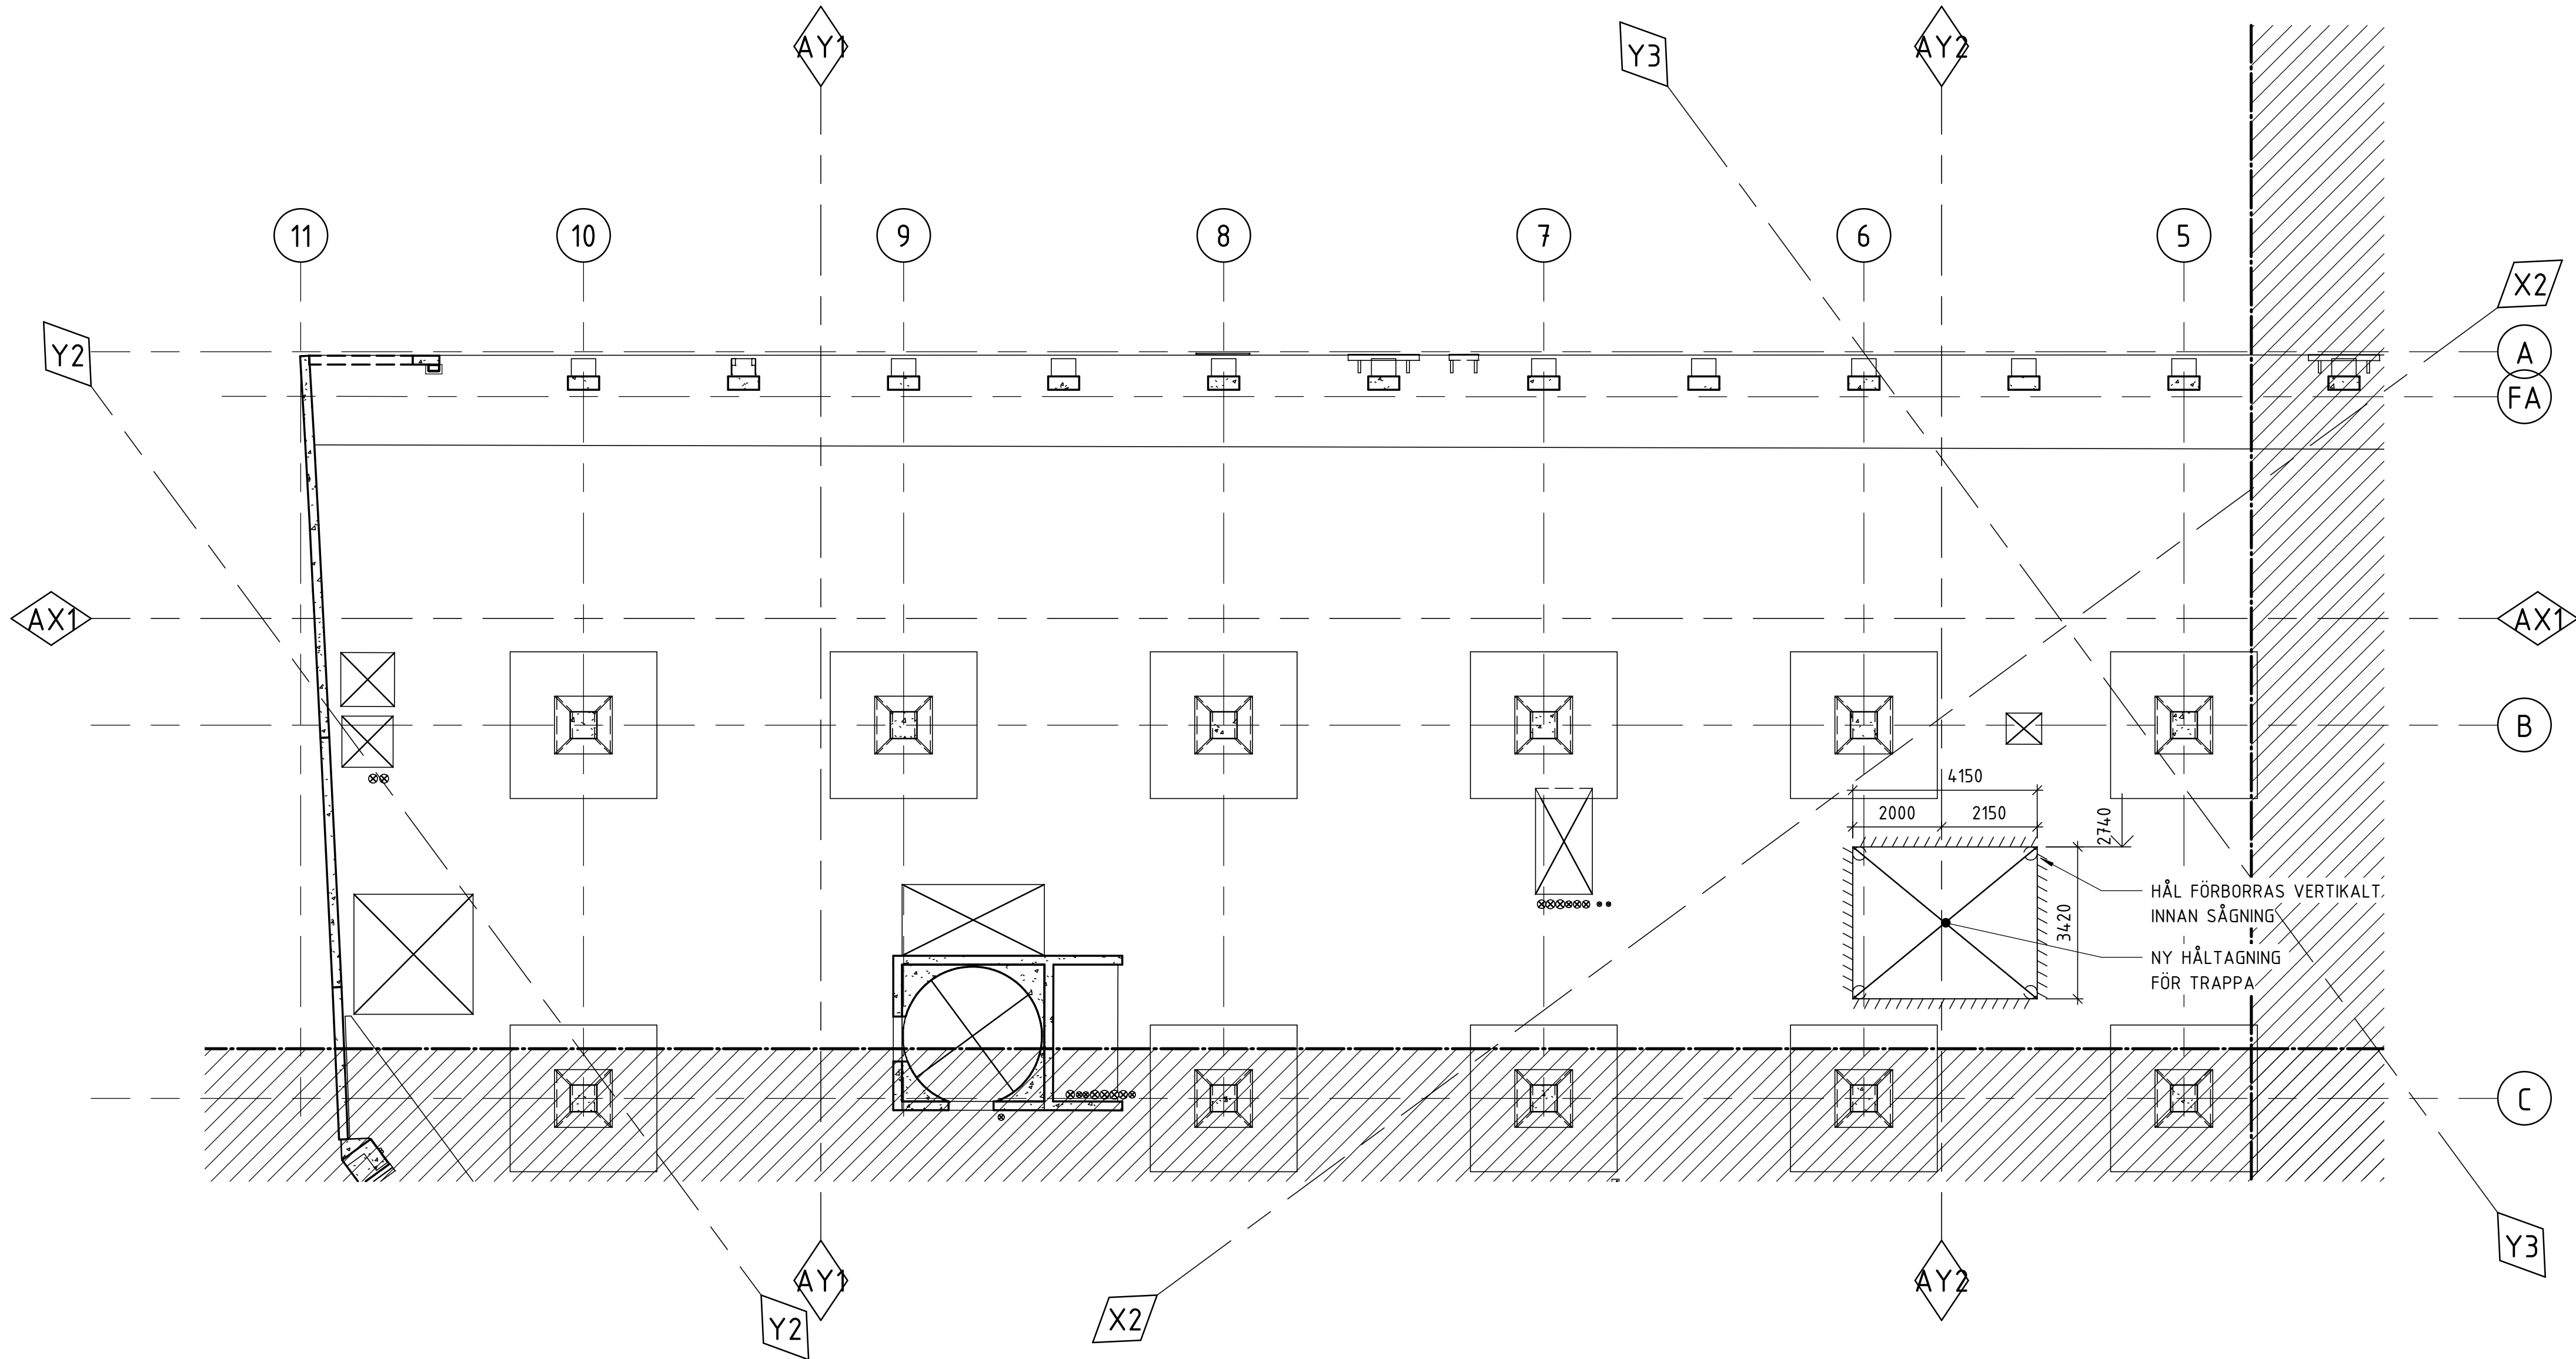 AY1
Y3
AY2
11
10
9
8
7
6
5
X2
Y2
A
FA
AX1
AX1
B
4150
2000
2150
2740
HÅL FÖRBORRAS VERTIKALT
INNAN SÅGNING
3420
NY HÅLTAGNING
FÖR TRAPPA
C
Y3
AY1
AY2
X2
Y2